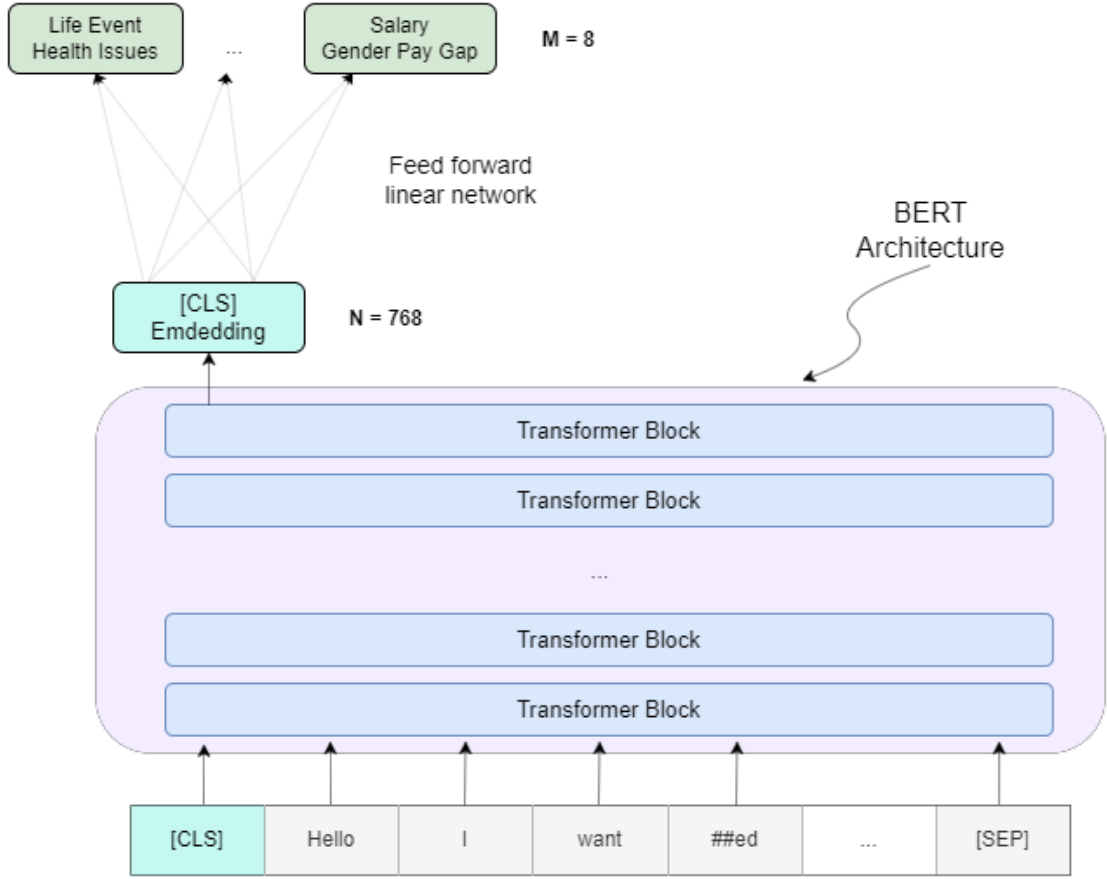 Life Event
Health Issues
...
Salary
Gender Pay Gap
M = 8
Feed forward
linear network
BERT
Architecture
[CLS]
Emdedding
N = 768
Transformer Block
Transformer Block
...
Transformer Block
Transformer Block
[CLS] Hello I want ##ed ... [SEP]